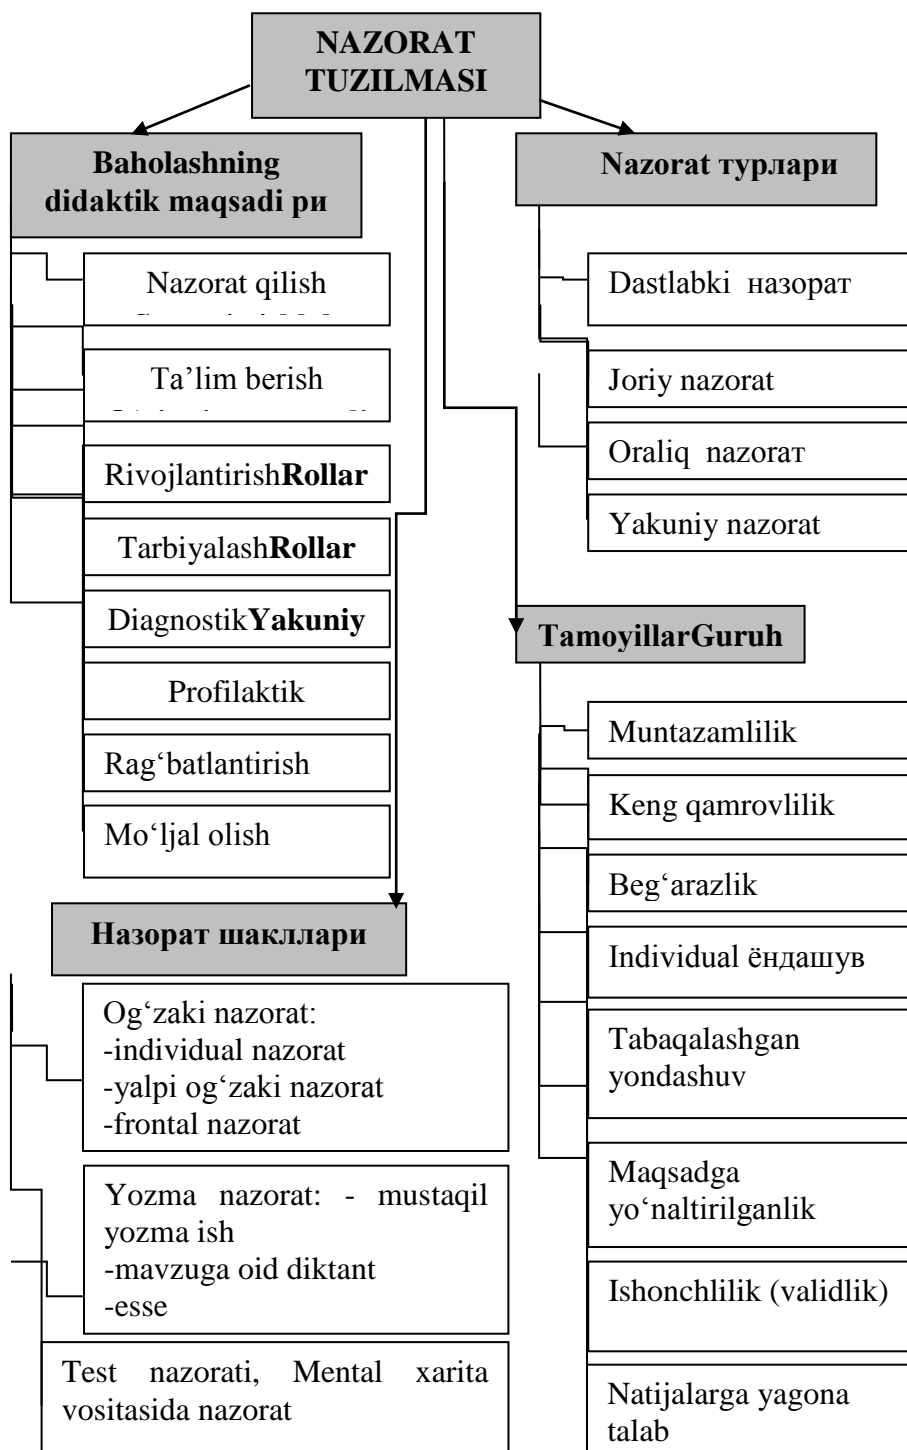 NAZORAT
TUZILMASI
Baholashning
didaktik maqsadi ри
Nazorat qilish
Ta’lim berish
RivojlantirishRollar
TarbiyalashRollar
DiagnostikYakuniy
Profilaktik
Rag‘batlantirish
Mo‘ljal olish
Nazorat турлари
Dastlabki назорат
Joriy nazorat
Oraliq nazoraт
Yakuniy nazorat
TamoyillarGuruh
Muntazamlilik
Keng qamrovlilik
Beg‘arazlik
Individual ёндашув
Tabaqalashgan
yondashuv
Maqsadga
yo‘naltirilganlik
Ishonchlilik (validlik)
Natijalarga yagona
talab
Назорат шакллари
Og‘zaki nazorat:
-individual nazorat
-yalpi og‘zaki nazorat
-frontal nazorat
Yozma nazorat: - mustaqil
yozma ish
-mavzuga oid diktant
-esse
Test nazorati, Mental xarita
vositasida nazorat